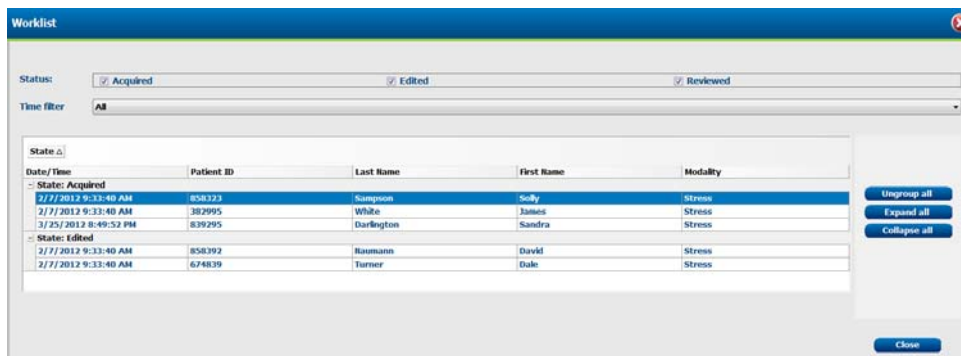 Worklist
Status: Acquired Edited Reviewed
Time filter All
State
Date/Time Patient ID Last Name First Name Modality
State: Acquired
2/7/2012 9:33:40 AM 858323 Sampson Solly Stress
2/7/2012 9:33:40 AM 382995 White James Stress
3/25/2012 8:49:52 PM 839295 Darlington Sandra Stress
State: Edited
2/7/2012 9:33:40 AM 858392 Naumann David Stress
2/7/2012 9:33:40 AM 674839 Turner Dale Stress
Ungroup all
Expand all
Collapse all
Close